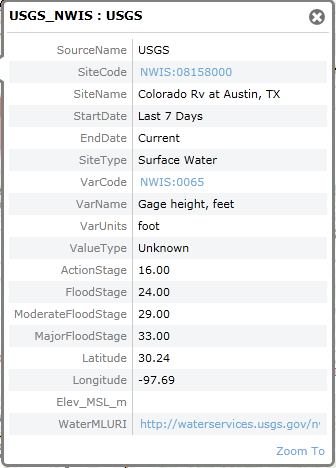 USGS_NWIS : USGS
SourceName USGS
SiteCode NWIS:08158000
SiteName Colorado Rv at Austin, TX
StartDate Last 7 Days
EndDate Current
SiteType Surface Water
VarCode NWIS:0065
VarName Gage height, feet
VarUnits foot
ValueType Unknown
ActionStage 16.00
FloodStage 24.00
ModerateFloodStage 29.00
MajorFloodStage 33.00
Latitude 30.24
Longitude -97.69
Elev_MSL_m
WaterMLURI http://waterservices.usgs.gov/nv
Zoom To